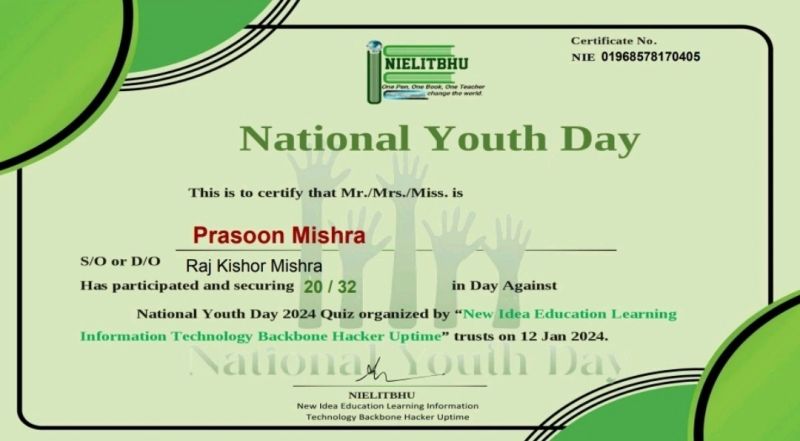 NIELITBHU
One Pen, One Book, One Teacher
change the world.
Certificate No.
NIE 01968578170405
National Youth Day
This is to certify that Mr./Mrs./Miss. is
Prasoon Mishra
S/O or D/O Raj Kishor Mishra
Has participated and securing 20 / 32 in Day Against
National Youth Day 2024 Quiz organized by “New Idea Education Learning
Information Technology Backbone Hacker Uptime” trusts on 12 Jan 2024.
National Youth Day
NIELITBHU
New Idea Education Learning Information
Technology Backbone Hacker Uptime